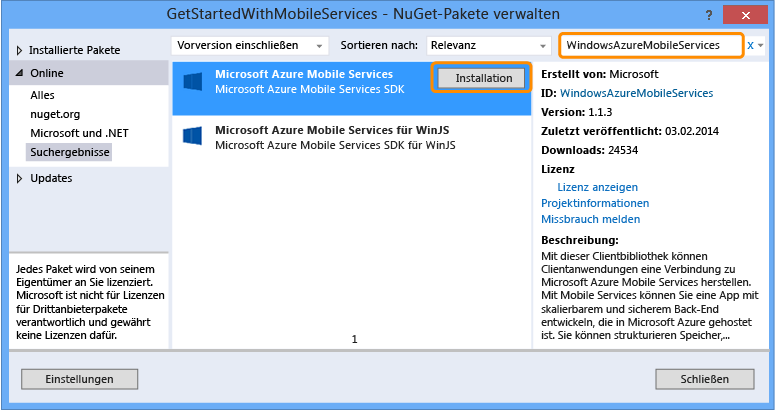 GetStartedWithMobileServices - NuGet-Pakete verwalten
? x
Installierte Pakete
Online
Alles
nuget.org
Microsoft und .NET
Suchergebnisse
Updates
Jedes Paket wird von seinem
Eigentümer an Sie lizenziert.
Microsoft ist nicht für Lizenzen
für Drittanbieterpakete
verantwortlich und gewährt
keine Lizenzen dafür.
Vorversion einschließen Sortieren nach: Relevanz
Microsoft Azure Mobile Services
Microsoft Azure Mobile Services SDK
Installation
Microsoft Azure Mobile Services für WinJS
Microsoft Azure Mobile Services SDK für WinJS
1
WindowsAzureMobileServices x
Erstellt von: Microsoft
ID: WindowsAzureMobileServices
Version: 1.1.3
Zuletzt veröffentlicht: 03.02.2014
Downloads: 24534
Lizenz
Lizenz anzeigen
Projektinformationen
Missbrauch melden
Beschreibung:
Mit dieser Clientbibliothek können
Clientanwendungen eine Verbindung zu
Microsoft Azure Mobile Services herstellen.
Mit Mobile Services können Sie eine App mit
skalierbarem und sicherem Back-End
entwickeln, die in Microsoft Azure gehostet
ist. Sie können strukturieren Speicher,...
Einstellungen
Schließen